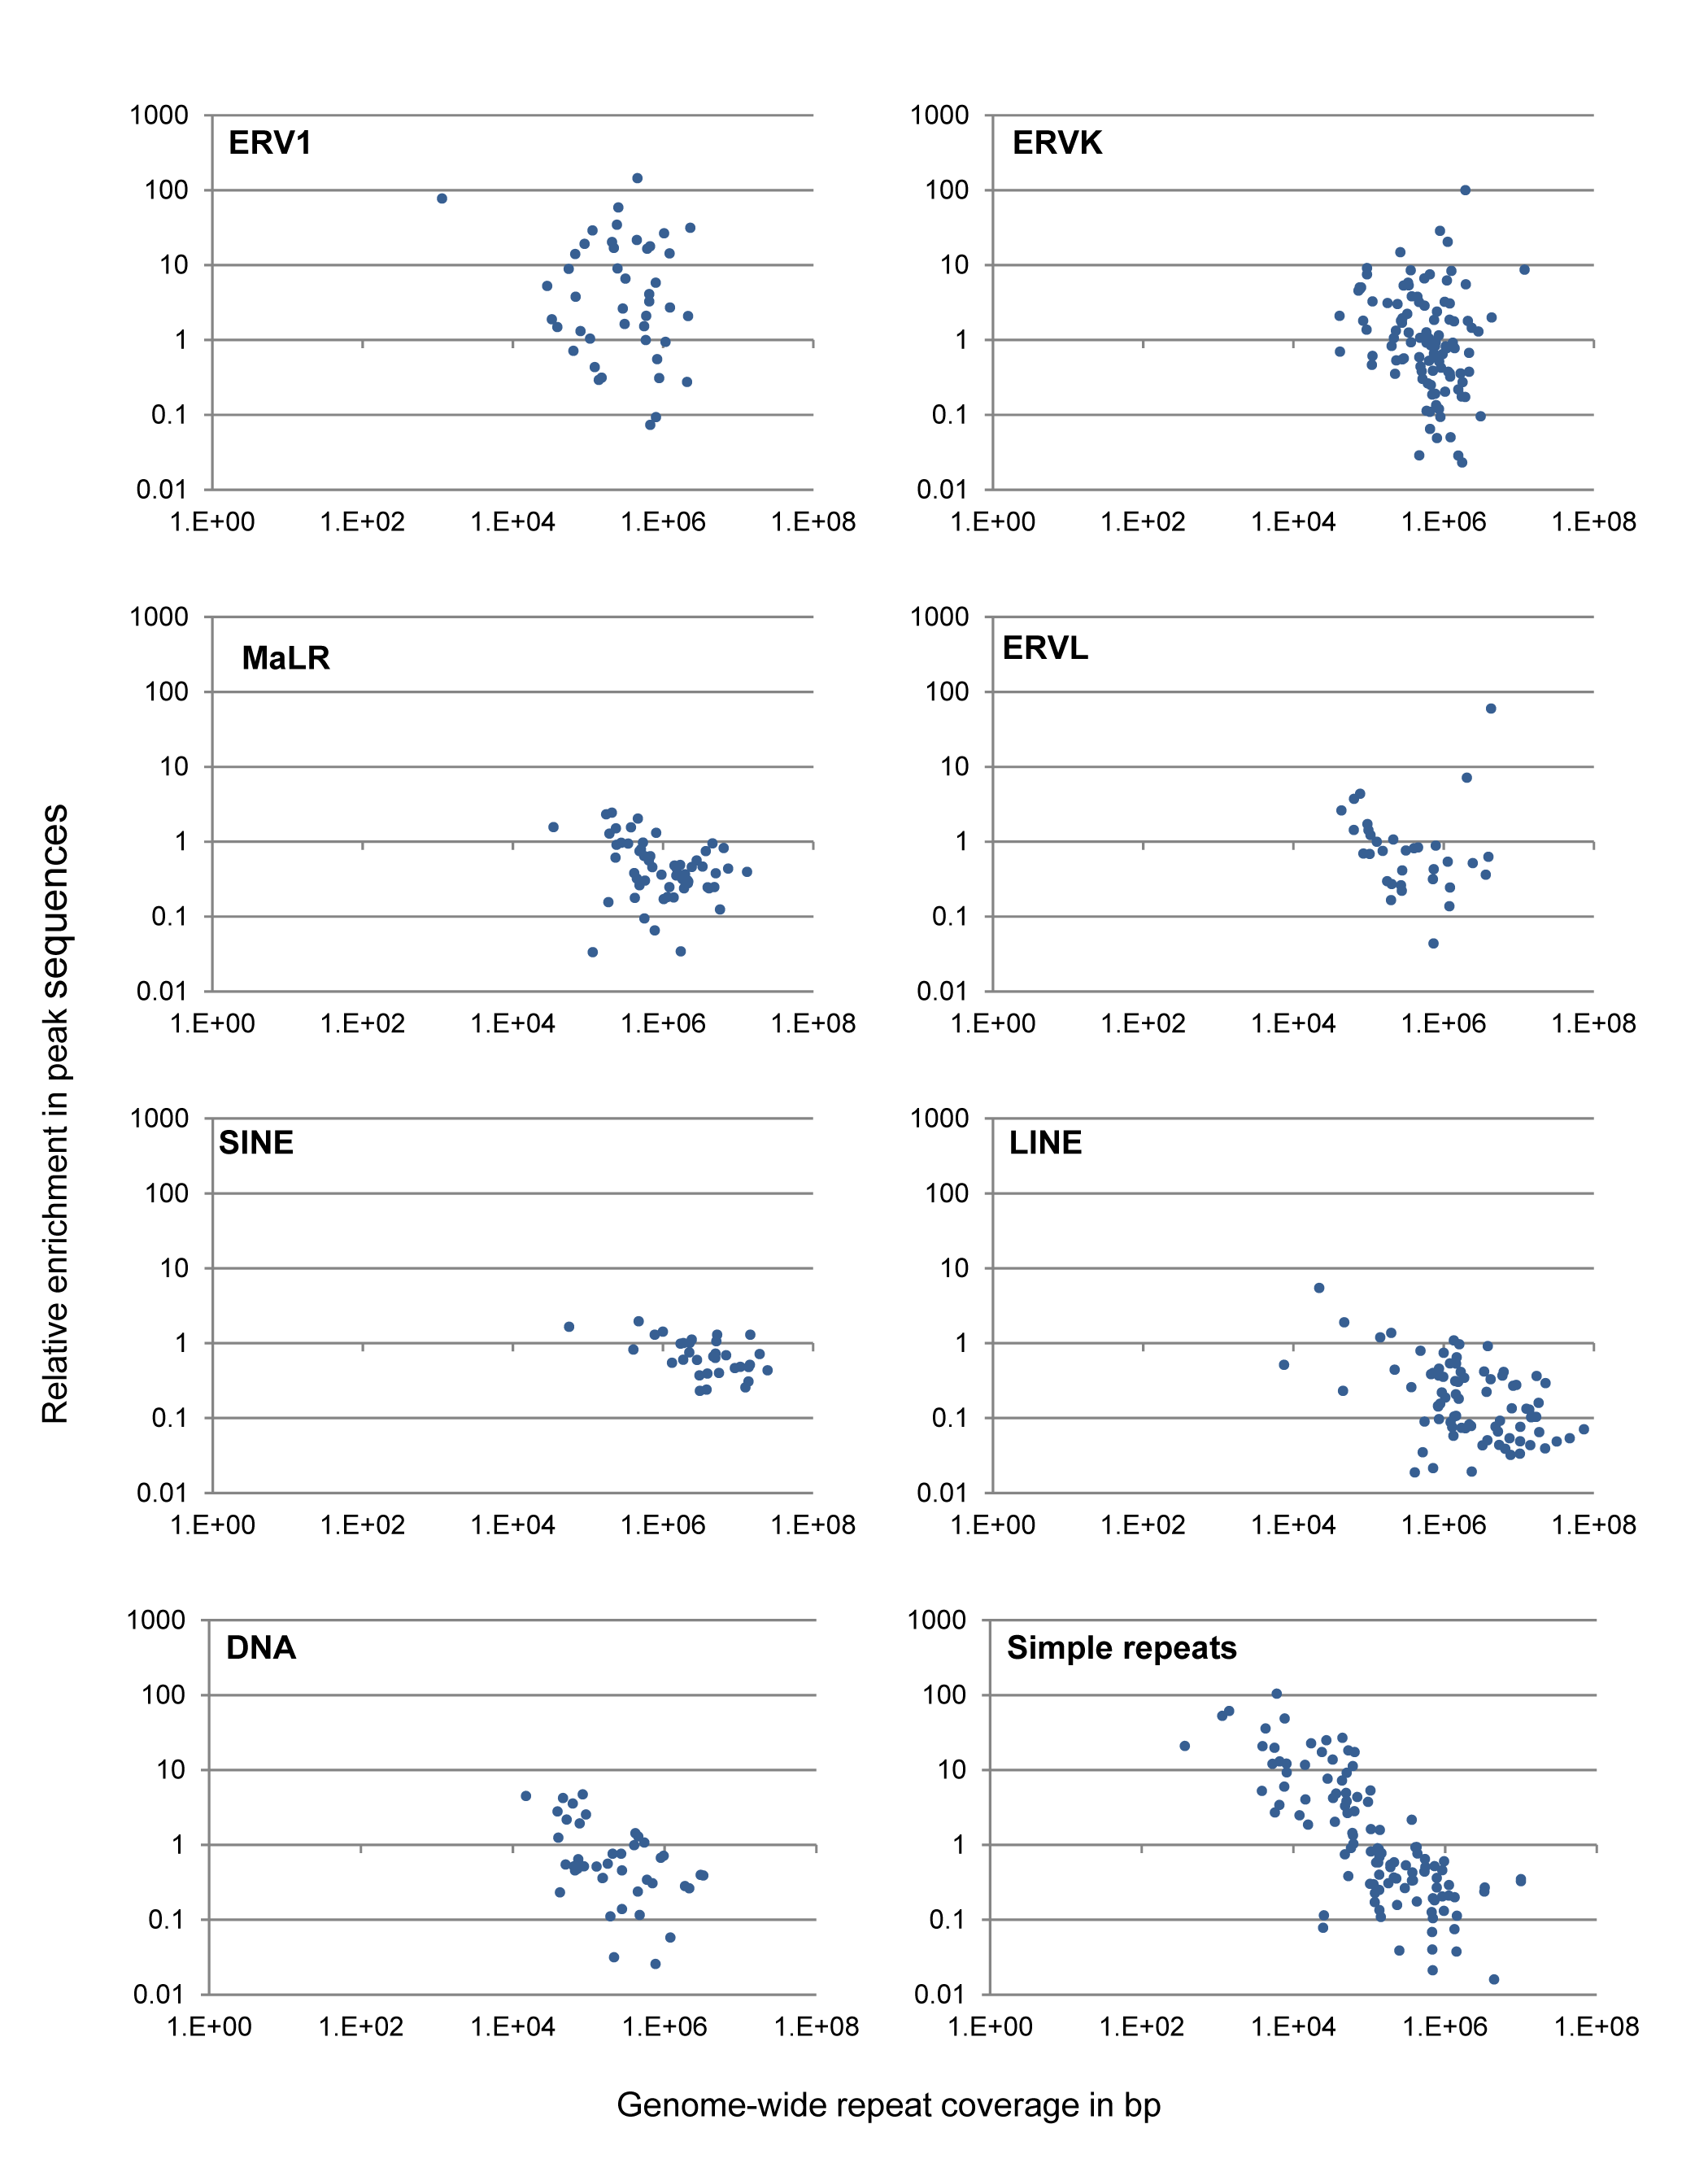 1000 1000
ERV1 ERVK
100 100
10 10
1 1
0.1 0.1
0.01 0.01
1.E+00 1.E+02 1.E+04 1.E+06 1.E+08 1.E+00 1.E+02 1.E+04 1.E+06 1.E+08
1000 1000
MaLR ERVL
100 100
10 10
1 1
0.1 0.1
0.01 0.01
1.E+00 1.E+02 1.E+04 1.E+06 1.E+08 1.E+00 1.E+02 1.E+04 1.E+06 1.E+08
Relative enrichment in peak sequences
1000 1000
SINE LINE
100 100
10 10
1 1
0.1 0.1
0.01 0.01
1.E+00 1.E+02 1.E+04 1.E+06 1.E+08 1.E+00 1.E+02 1.E+04 1.E+06 1.E+08
1000 1000
DNA Simple repeats
100 100
10 10
1 1
0.1 0.1
0.01 0.01
1.E+00 1.E+02 1.E+04 1.E+06 1.E+08 1.E+00 1.E+02 1.E+04 1.E+06 1.E+08
Genome-wide repeat coverage in bp